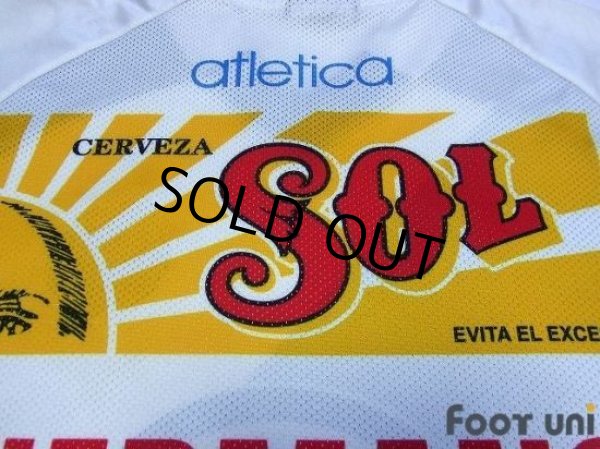 atletica
CERVEZA
SOL
SOLD OUT
EVITA EL EXCE
FOOT UNI